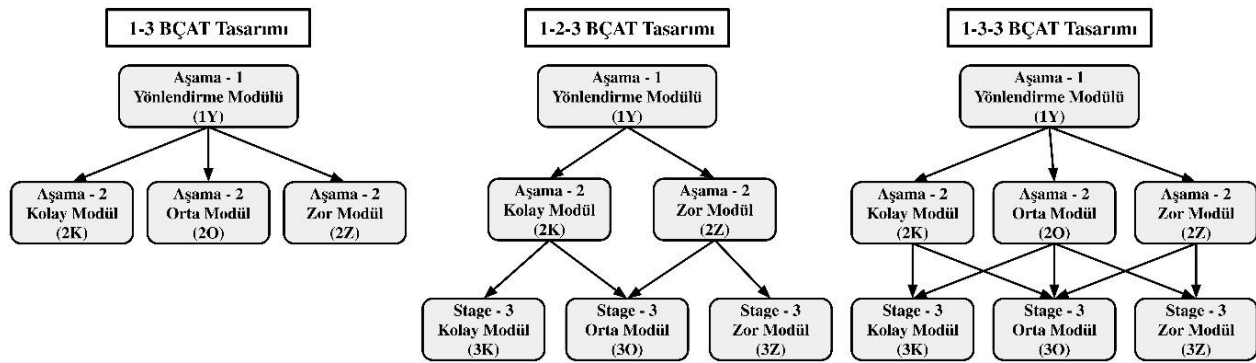 1-3 BÇAT Tasarımı
Aşama - 1
Yönlendirme Modülü
(1Y)
Aşama - 2
Kolay Modül
(2K)
Aşama - 2
Orta Modül
(2O)
Aşama - 2
Zor Modül
(2Z)
1-2-3 BÇAT Tasarımı
Aşama - 1
Yönlendirme Modülü
(1Y)
Aşama - 2
Kolay Modül
(2K)
Aşama - 2
Zor Modül
(2Z)
Stage - 3
Kolay Modül
(3K)
Stage - 3
Orta Modül
(3O)
Stage - 3
Zor Modül
(3Z)
1-3-3 BÇAT Tasarımı
Aşama - 1
Yönlendirme Modülü
(1Y)
Aşama - 2
Kolay Modül
(2K)
Aşama - 2
Orta Modül
(2O)
Aşama - 2
Zor Modül
(2Z)
Stage - 3
Kolay Modül
(3K)
Stage - 3
Orta Modül
(3O)
Stage - 3
Zor Modül
(3Z)